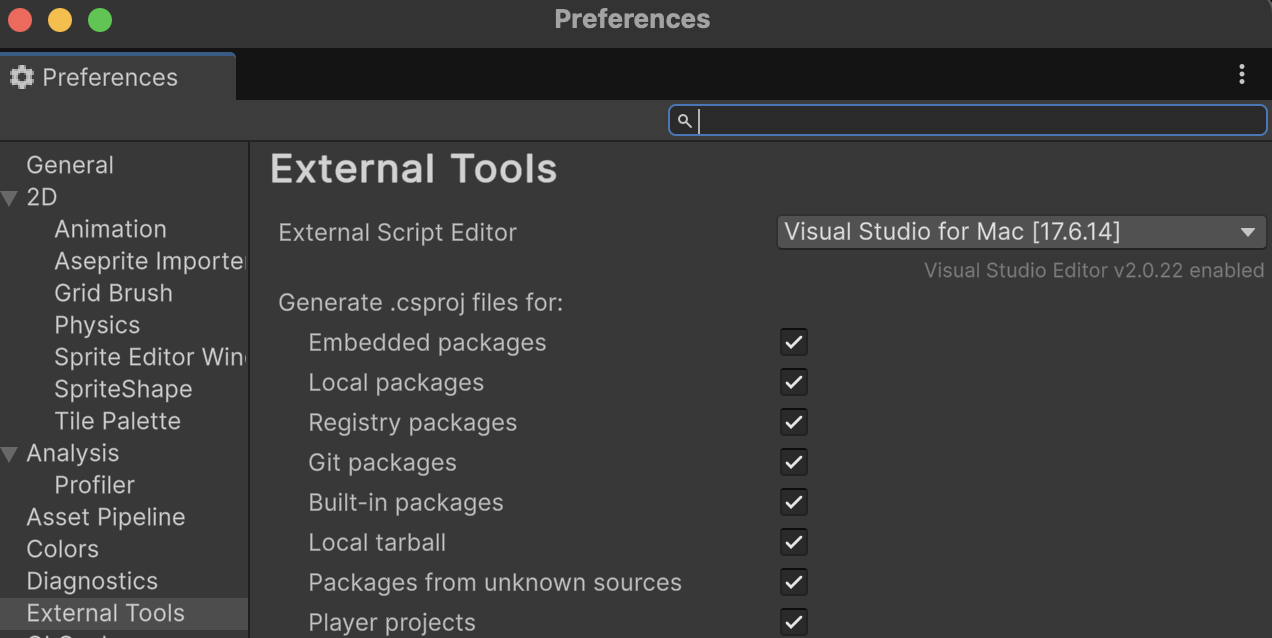 Preferences
Preferences
General
2D
Animation
Aseprite Importe
Grid Brush
Physics
Sprite Editor Win
SpriteShape
Tile Palette
Analysis
Profiler
Asset Pipeline
Colors
Diagnostics
External Tools
External Tools
External Script Editor
Visual Studio for Mac [17.6.14]
Visual Studio Editor v2.0.22 enabled
Generate .csproj files for:
Embedded packages
Local packages
Registry packages
Git packages
Built-in packages
Local tarball
Packages from unknown sources
Player projects